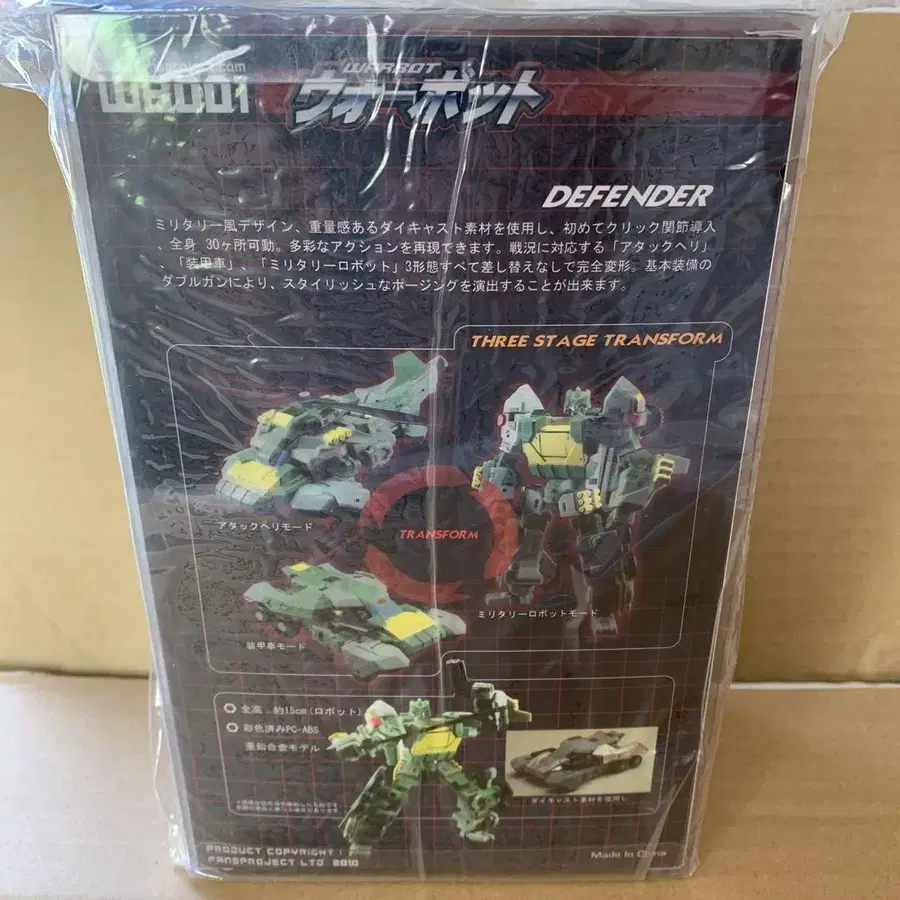 WB001
WARBOT
ウォーボット
DEFENDER
ミリタリー風デザイン、重量感あるダイキャスト素材を使用し、初めてクリック関節導入
、全身 30ヶ所可動。多彩なアクションを再現できます。戦況に対応する「アタックヘリ」
、「装甲車」、「ミリタリーロボット」3形態すべて差し替えなしで完全変形。基本装備の
ダブルガンにより、スタイリッシュなポージングを演出することが出来ます。
THREE STAGE TRANSFORM
アタックヘリモード
TRANSFORM
ミリタリーロボットモード
装甲車モード
全高：約15cm(ロボット)
彩色済みPC-ABS
亜鉛合金モデル
ダイキャスト素材を使用し
PRODUCT COPYRIGHT :
FANSPROJECT LTD 2010
Made In China